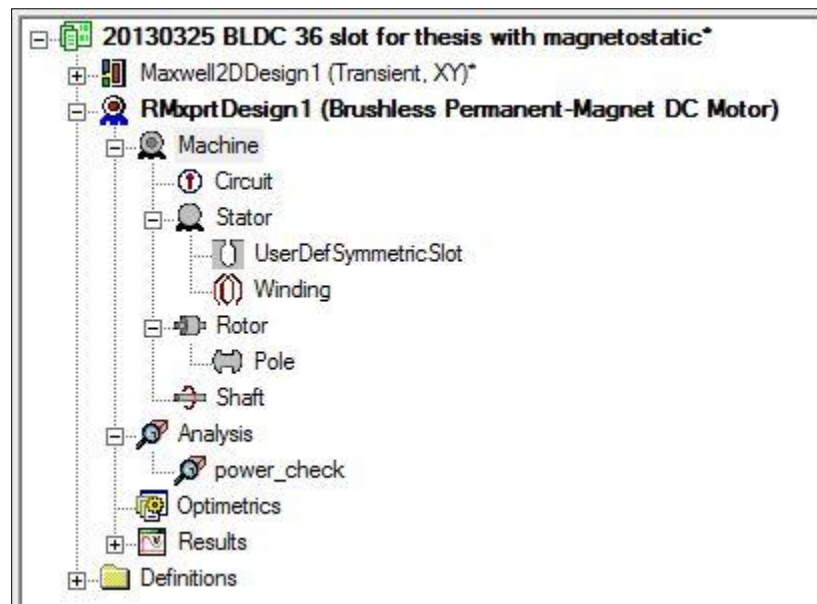 20130325 BLDC 36 slot for thesis with magnetostatic*
Maxwell2DDesign1 (Transient, XY)*
RMxprtDesign1 (Brushless Permanent-Magnet DC Motor)
Machine
Circuit
Stator
UserDefSymmetricSlot
Winding
Rotor
Pole
Shaft
Analysis
power_check
Optimetrics
Results
Definitions